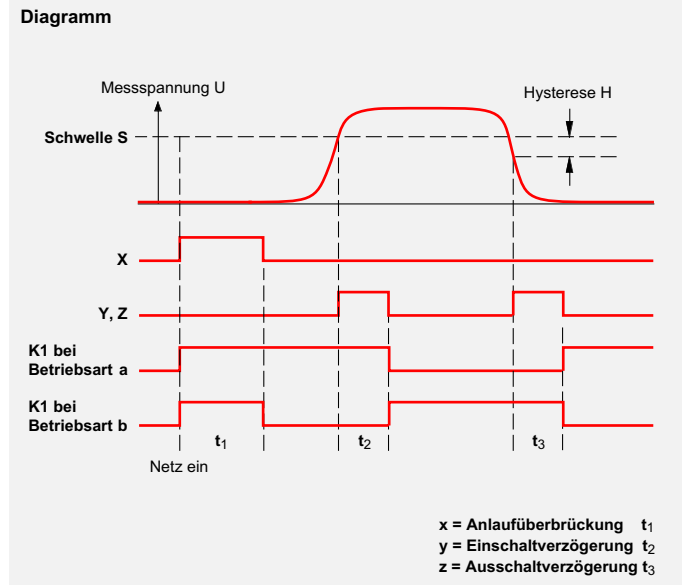 Diagramm
Messspannung U
Hysterese H
Schwelle S
X
Y, Z
K1 bei
Betriebsart a
K1 bei
Betriebsart b
t1 t2 t3
Netz ein
x = Anlaufüberbrückung t1
y = Einschaltverzögerung t2
z = Ausschaltverzögerung t3